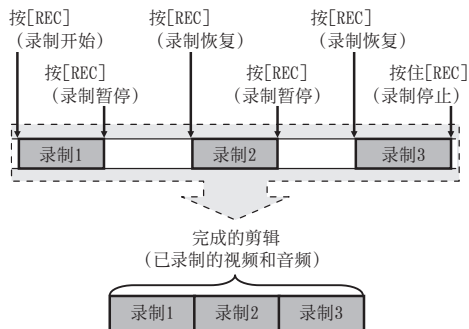 按[REC]
(录制开始)
按[REC]
(录制恢复)
按[REC]
(录制恢复)
按[REC]
(录制暂停)
按[REC]
(录制暂停)
按住[REC]
(录制停止)
录制1
录制2
录制3
完成的剪辑
(已录制的视频和音频)
录制1
录制2
录制3